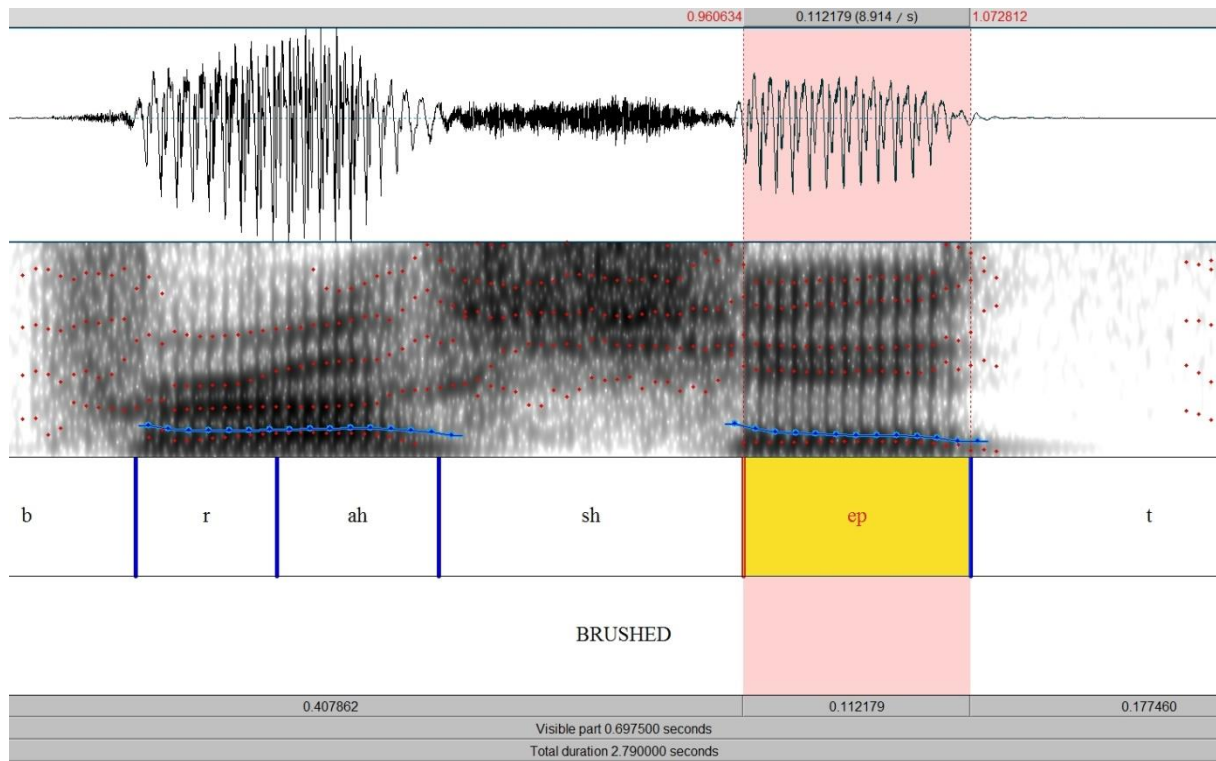 0.960634 0.112179 (8.914 / s) 1.072812
b r ah sh ep t
BRUSHED
0.407862 0.112179 0.177460
Visible part 0.697500 seconds
Total duration 2.790000 seconds